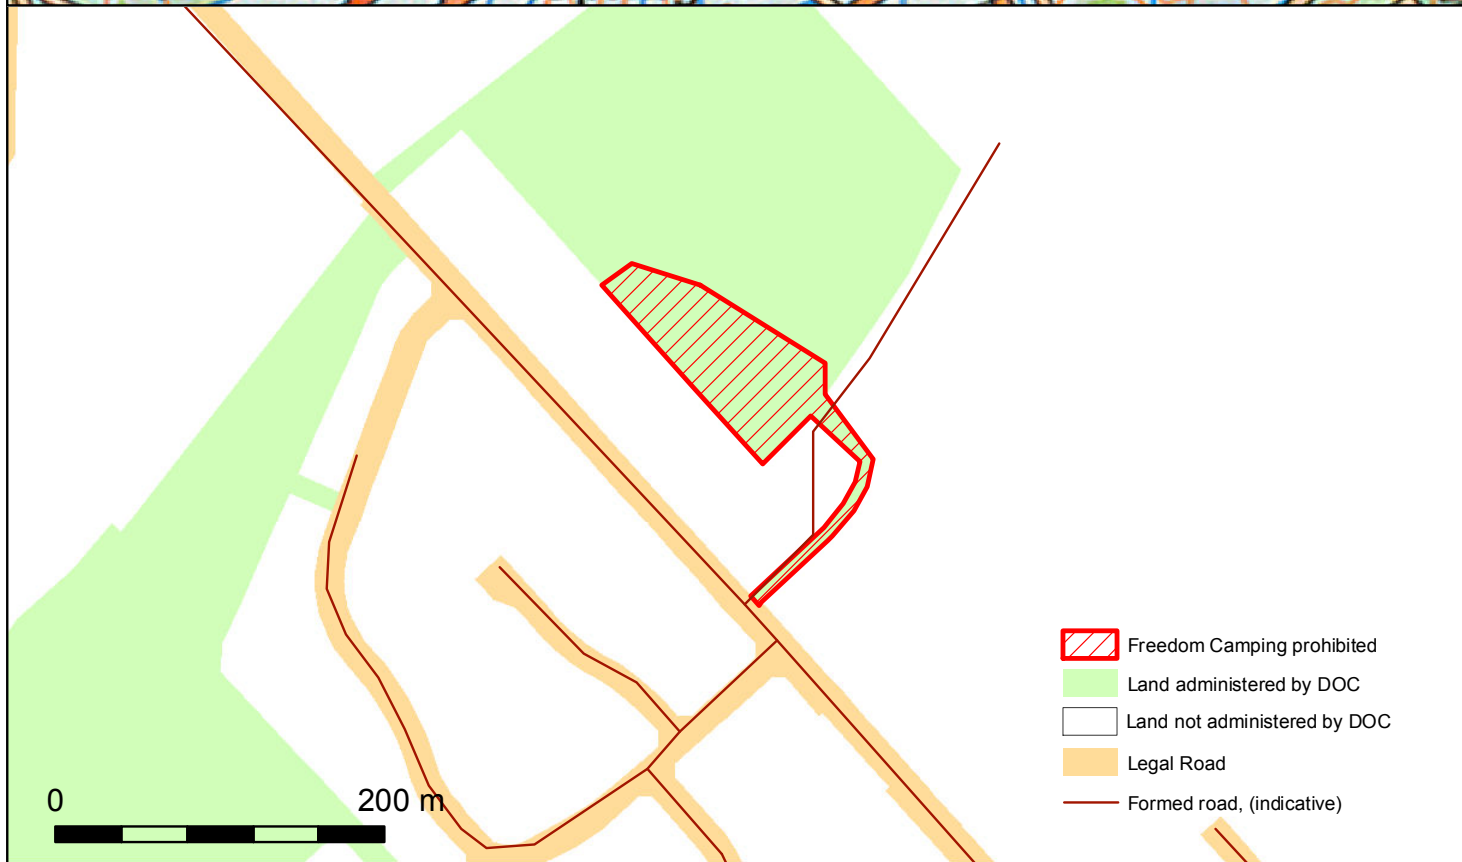 Freedom Camping prohibited
Land administered by DOC
Land not administered by DOC
Legal Road
Formed road, (indicative)
0 200 m